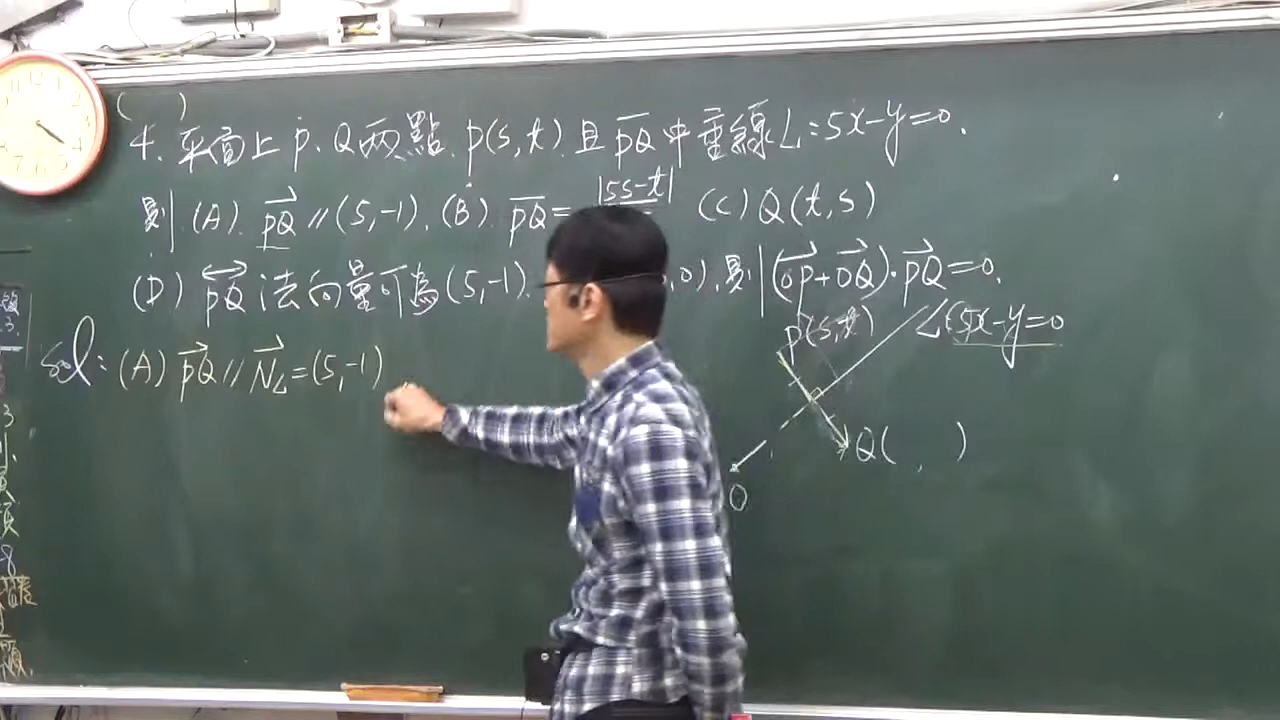 ( )
4. 平面上 P、Q兩點 P(s,t) 且 PQ 中垂線 L:5x-y=0.
則 (A) PQ // (5,-1). (B) PQ = |5s-t| (C) Q(t,s)
(D) PQ 法向量可為 (5,-1). ,0), 則 (OP+OQ)·PQ=0.
P(s,t) L:5x-y=0
Sol: (A) PQ // N_L = (5,-1)
Q( , )
O